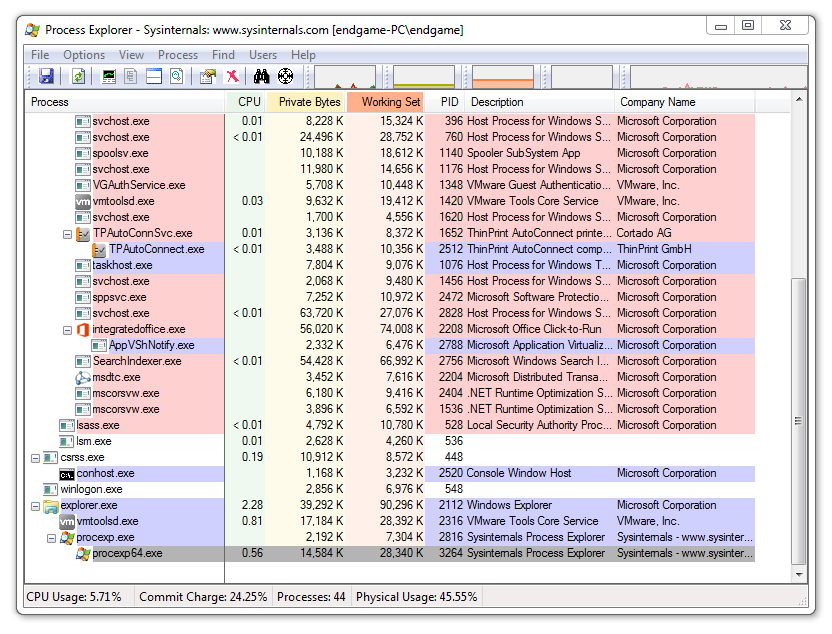 Process Explorer - Sysinternals: www.sysinternals.com [endgame-PC\endgame]
File Options View Process Find Users Help
Process CPU Private Bytes Working Set PID Description Company Name
svchost.exe 0.01 8,228 K 15,324 K 396 Host Process for Windows S... Microsoft Corporation
svchost.exe < 0.01 24,496 K 28,752 K 760 Host Process for Windows S... Microsoft Corporation
spoolsv.exe 10,188 K 18,612 K 1140 Spooler SubSystem App Microsoft Corporation
svchost.exe 11,980 K 14,656 K 1176 Host Process for Windows S... Microsoft Corporation
VGAuthService.exe 5,708 K 10,448 K 1348 VMware Guest Authenticatio... VMware, Inc.
vm vmtoolsd.exe 0.03 9,632 K 19,412 K 1420 VMware Tools Core Service VMware, Inc.
svchost.exe 1,700 K 4,556 K 1620 Host Process for Windows S... Microsoft Corporation
TPAutoConnSvc.exe 0.01 3,136 K 8,372 K 1652 ThinPrint AutoConnect printe... Cortado AG
TPAutoConnect.exe < 0.01 3,488 K 10,356 K 2512 ThinPrint AutoConnect comp... ThinPrint GmbH
taskhost.exe 7,804 K 9,076 K 1076 Host Process for Windows T... Microsoft Corporation
svchost.exe 2,068 K 9,480 K 1456 Host Process for Windows S... Microsoft Corporation
sppsvc.exe 7,252 K 10,972 K 2472 Microsoft Software Protectio... Microsoft Corporation
svchost.exe < 0.01 63,720 K 27,076 K 2828 Host Process for Windows S... Microsoft Corporation
integratedoffice.exe 56,020 K 74,008 K 2208 Microsoft Office Click-to-Run Microsoft Corporation
AppVShNotify.exe 2,332 K 6,476 K 2788 Microsoft Application Virtualiz... Microsoft Corporation
SearchIndexer.exe < 0.01 54,428 K 66,992 K 2756 Microsoft Windows Search I... Microsoft Corporation
msdtc.exe 3,452 K 7,616 K 2204 Microsoft Distributed Transa... Microsoft Corporation
mscorsvw.exe 6,180 K 9,416 K 2404 .NET Runtime Optimization S... Microsoft Corporation
mscorsvw.exe 3,896 K 6,592 K 1536 .NET Runtime Optimization S... Microsoft Corporation
lsass.exe < 0.01 4,792 K 10,780 K 528 Local Security Authority Proc... Microsoft Corporation
lsm.exe 0.01 2,628 K 4,260 K 536
csrss.exe 0.19 10,912 K 8,572 K 448
conhost.exe 1,168 K 3,232 K 2520 Console Window Host Microsoft Corporation
winlogon.exe 2,856 K 6,976 K 548
explorer.exe 2.28 39,292 K 90,296 K 2112 Windows Explorer Microsoft Corporation
vm vmtoolsd.exe 0.81 17,184 K 28,392 K 2316 VMware Tools Core Service VMware, Inc.
procexp.exe 2,192 K 7,304 K 2816 Sysinternals Process Explorer Sysinternals - www.sysinter...
procexp64.exe 0.56 14,584 K 28,340 K 3264 Sysinternals Process Explorer Sysinternals - www.sysinter...
CPU Usage: 5.71% Commit Charge: 24.25% Processes: 44 Physical Usage: 45.55%